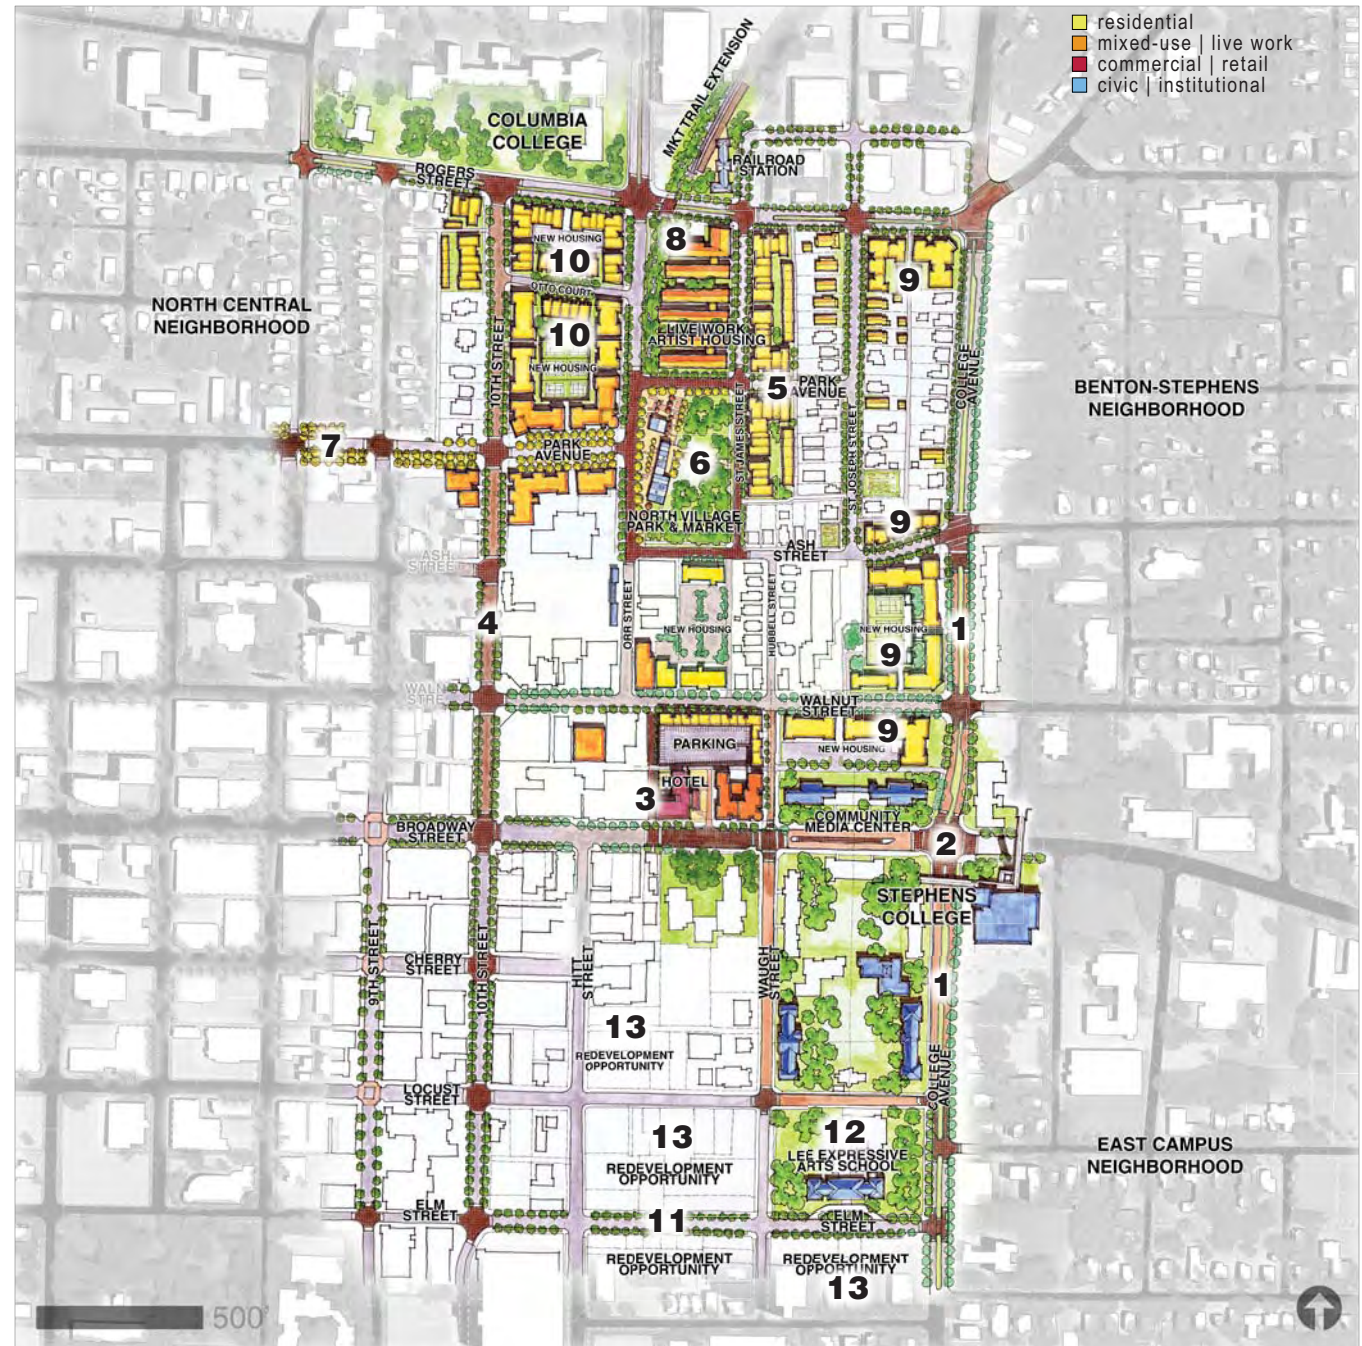 residential
mixed-use | live work
commercial | retail
civic | institutional
MKT TRAIL EXTENSION
COLUMBIA
COLLEGE
RAILROAD
STATION
ROGERS
STREET
NEW HOUSING
10
8
9
OTTO COURT
NORTH CENTRAL
NEIGHBORHOOD
10TH STREET
10
NEW HOUSING
LIVE WORK
ARTIST HOUSING
5
PARK
AVENUE
COLLEGE
AVENUE
BENTON-STEPHENS
NEIGHBORHOOD
7
PARK
AVENUE
ST. JAMES STREET
ST. JOSEPH STREET
6
NORTH VILLAGE
PARK & MARKET
9
ASH
STREET
ASH
STREE
4
ORR STREET
NEW HOUSING
HUBBELL STREET
NEW HOUSING
9
1
WALN
STRE
WALNUT
STREET
PARKING
9
NEW HOUSING
HOTEL
3
COMMUNITY
MEDIA CENTER
BROADWAY
STREET
2
STEPHENS
COLLEGE
9TH STREET
CHERRY
STREET
10TH STREET
HITT
STREET
WAUGH
STREET
1
13
REDEVELOPMENT
OPPORTUNITY
COLLEGE
AVENUE
LOCUST
STREET
13
REDEVELOPMENT
OPPORTUNITY
12
LEE EXPRESSIVE
ARTS SCHOOL
EAST CAMPUS
NEIGHBORHOOD
ELM
STREET
11
ELM
STREET
REDEVELOPMENT
OPPORTUNITY
REDEVELOPMENT
OPPORTUNITY
13
500'